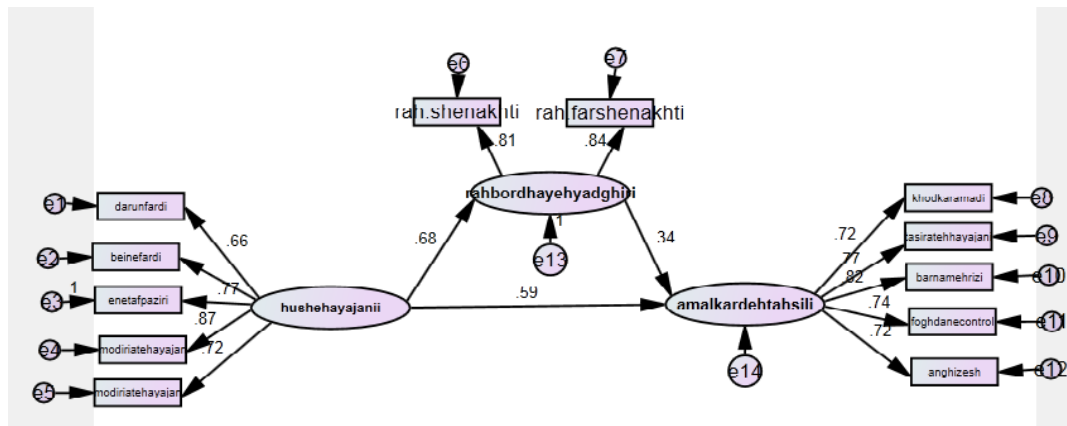 e6
e7
rah.shenakhti
rah.farshenakhti
.81
.84
e1
darunfardi
rahbordhayehyadghiri
khodkaramadi
e8
.66
1
.72
tasiratehhayajani
e9
e2
beinefardi
.68
e13
.34
.77
barnamehrizi
e10
1
e3
enetafpaziri
.77
hushehayajanii
.59
amalkardehtahsili
.82
.74
foghdanecontrol
e11
.87
e4
modiriatehayajan
.72
e14
.72
anghizesh
e12
e5
modiriatehayajan